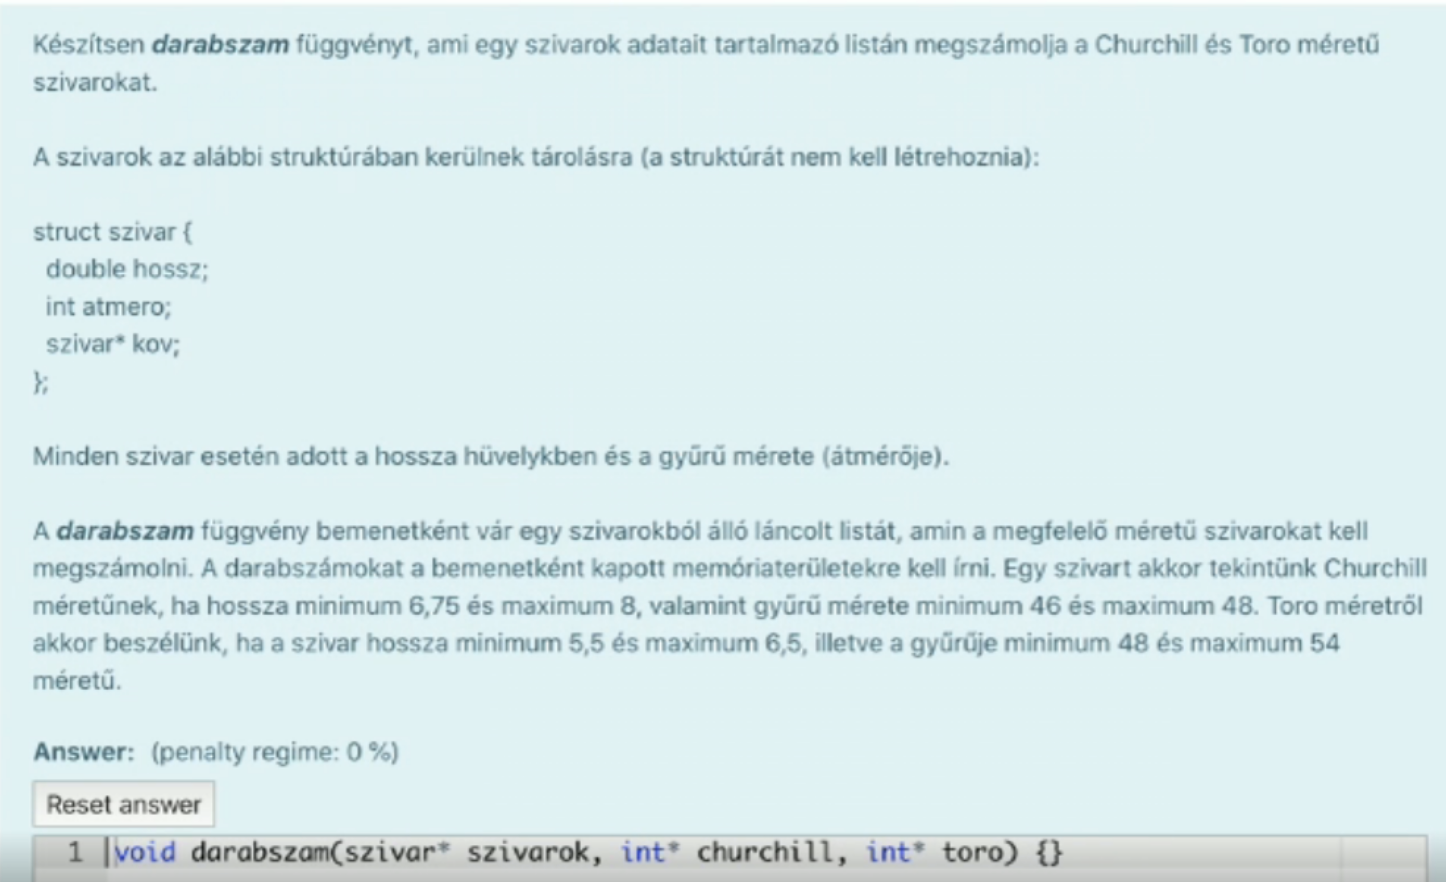 Készítsen darabszam függvényt, ami egy szivarok adatait tartalmazó listán megszámolja a Churchill és Toro méretű
szivarokat.
A szivarok az alábbi struktúrában kerülnek tárolásra (a struktúrát nem kell létrehoznia):
struct szivar {
double hossz;
int atmero;
szivar* kov;
};
Minden szivar esetén adott a hossza hüvelykben és a gyűrű mérete (átmérője).
A darabszam függvény bemenetként vár egy szivarokból álló láncolt listát, amin a megfelelő méretű szivarokat kell
megszámolni. A darabszámokat a bemenetként kapott memóriaterületekre kell írni. Egy szivart akkor tekintünk Churchill
méretűnek, ha hossza minimum 6,75 és maximum 8, valamint gyűrű mérete minimum 46 és maximum 48. Toro méretről
akkor beszélünk, ha a szivar hossza minimum 5,5 és maximum 6,5, illetve a gyűrűje minimum 48 és maximum 54
méretű.
Answer: (penalty regime: 0 %)
Reset answer
1 void darabszam(szivar* szivarok, int* churchill, int* toro) {}